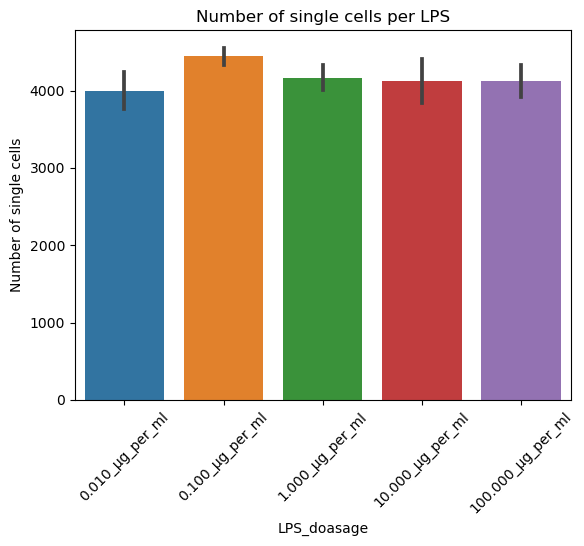 Number of single cells per LPS
Number of single cells
4000
3000
2000
1000
0
0.010_µg_per_ml
0.100_µg_per_ml
1.000_µg_per_ml
10.000_µg_per_ml
100.000_µg_per_ml
LPS_doasage